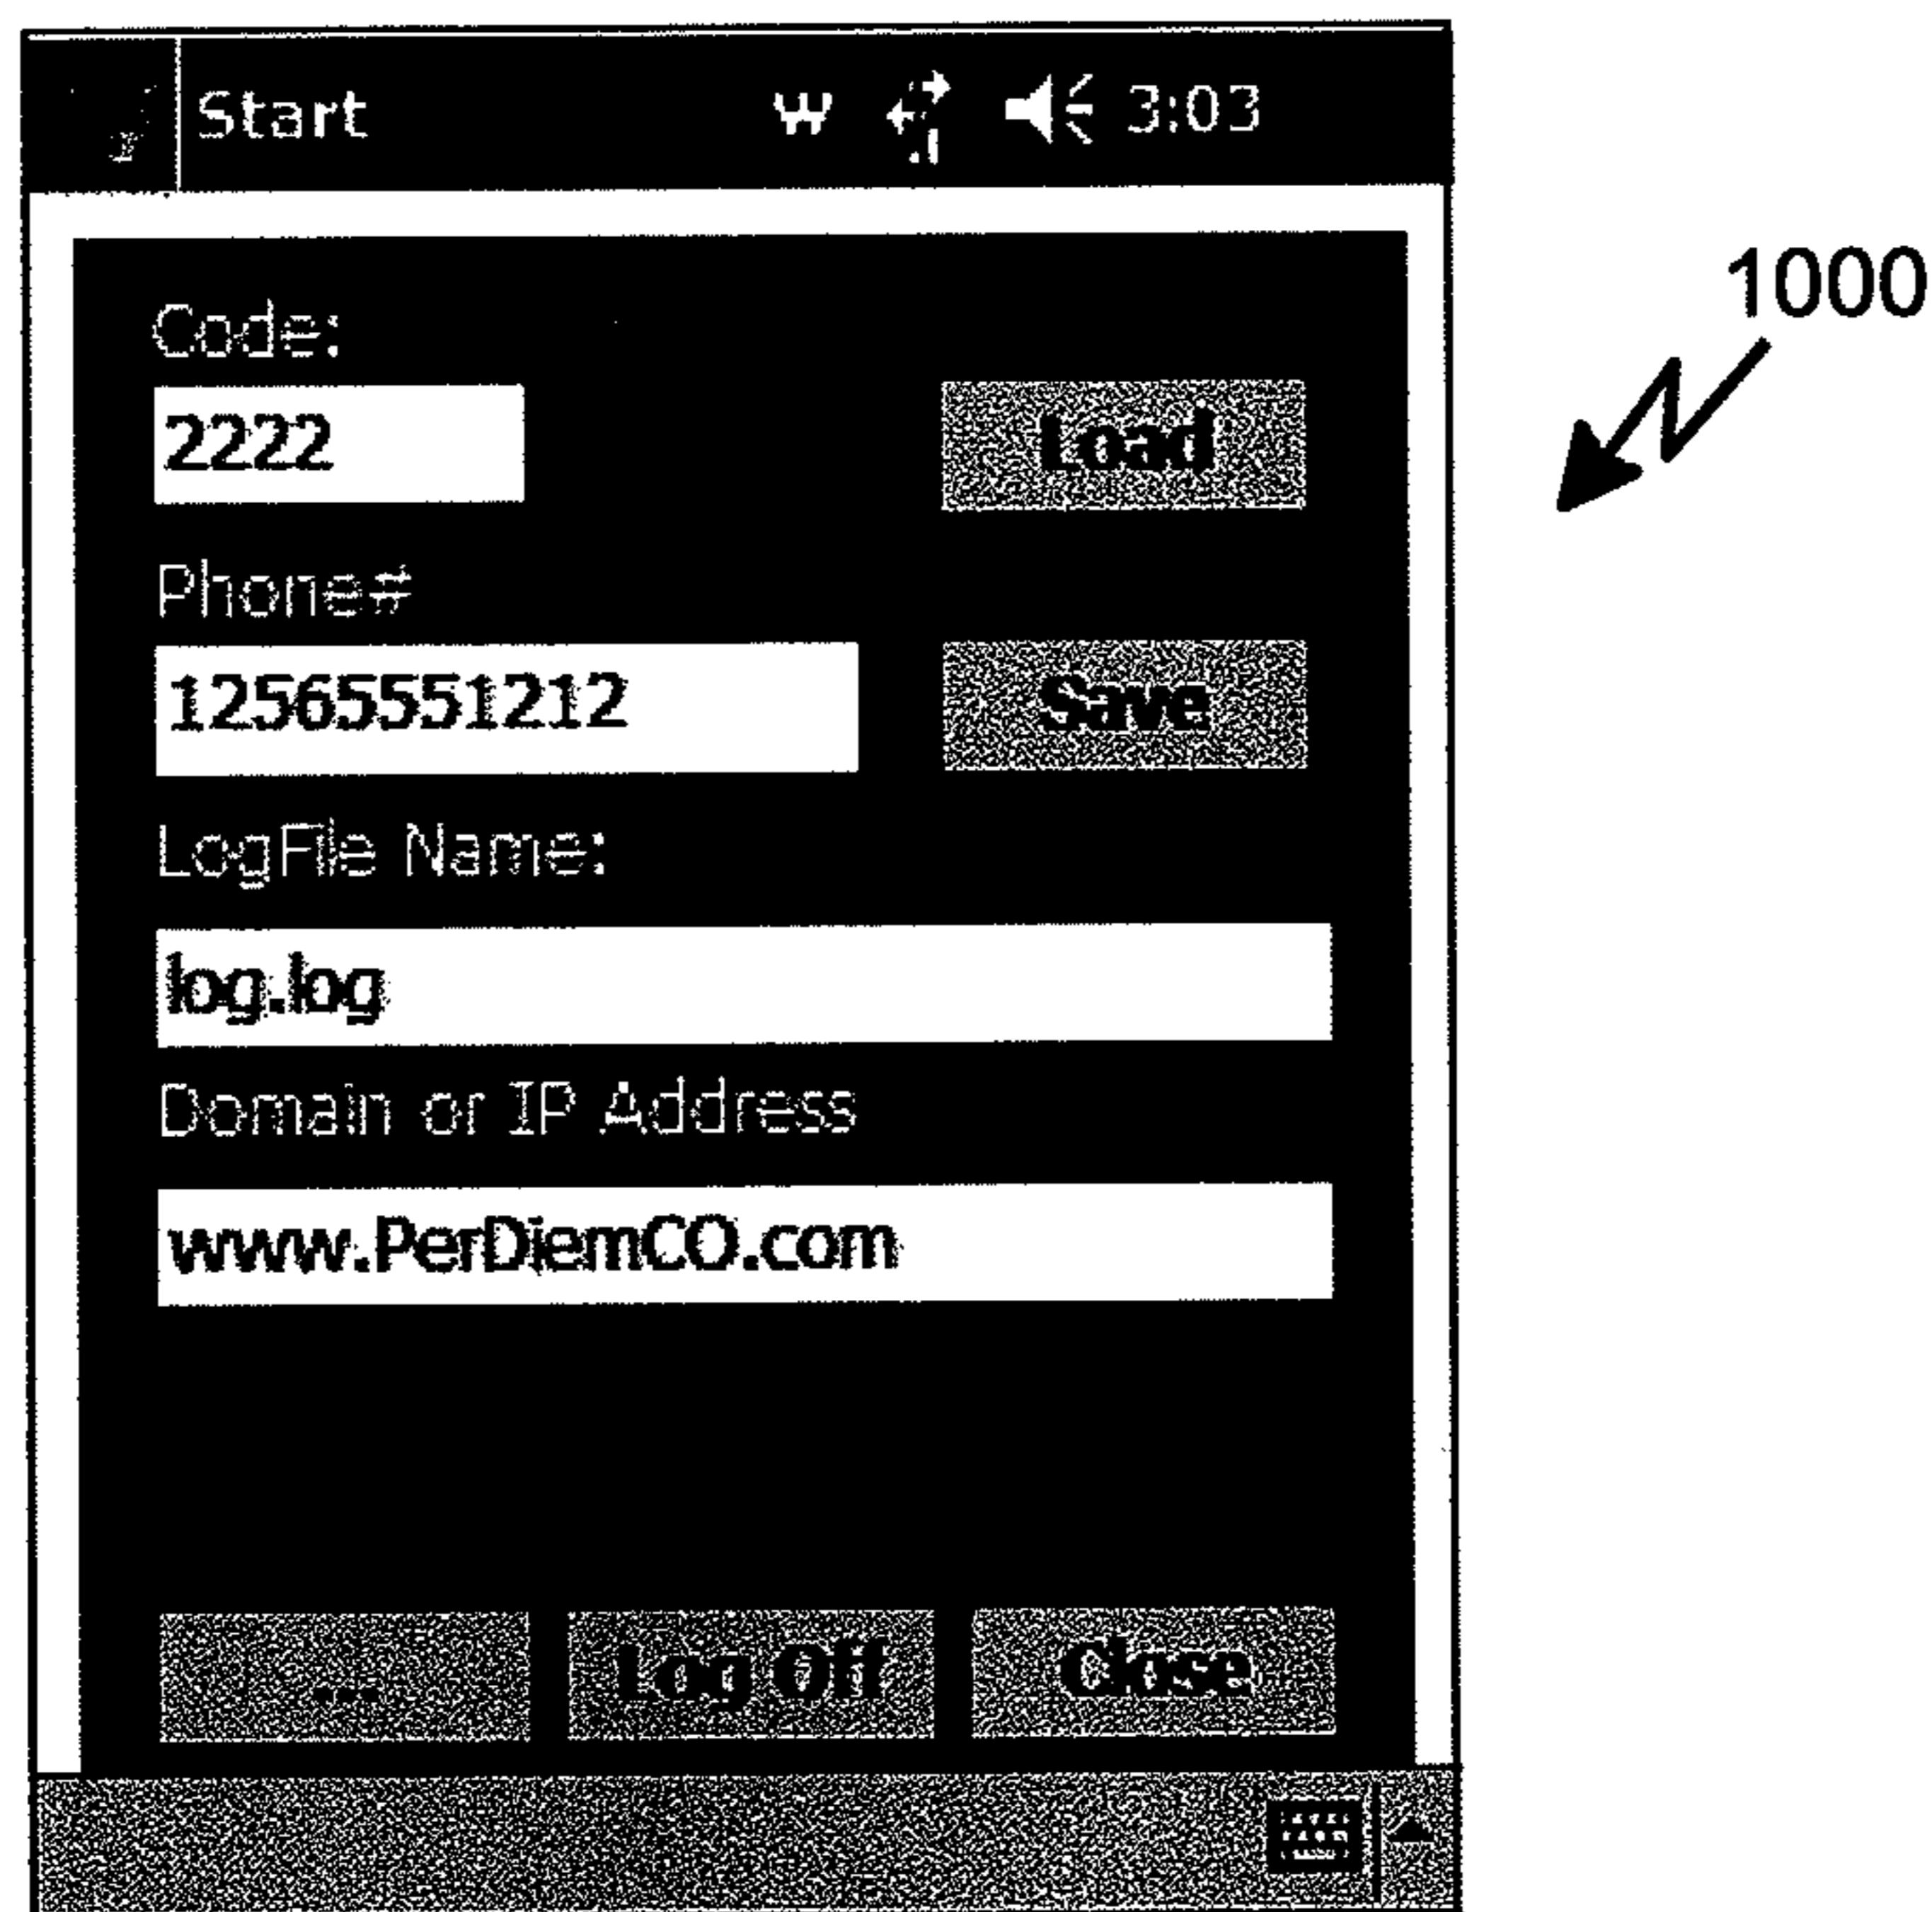 Start 3:03
1000
Code:
2222
Load
Phone#
12565551212
Save
LogFile Name:
log.log
Domain or IP Address
www.PerDiemCO.com
... Log Off Close